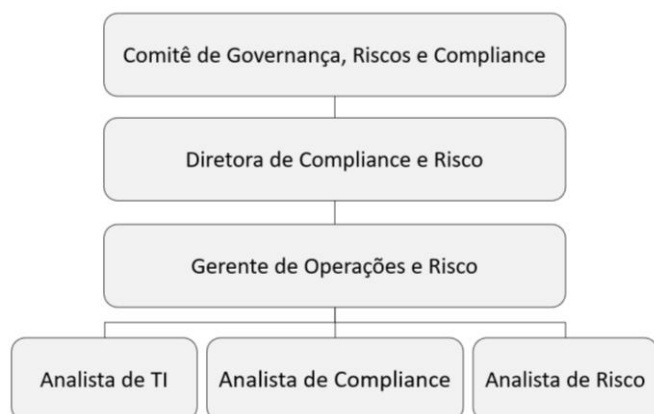 Comitê de Governança, Riscos e Compliance
Diretora de Compliance e Risco
Gerente de Operações e Risco
Analista de TI
Analista de Compliance
Analista de Risco